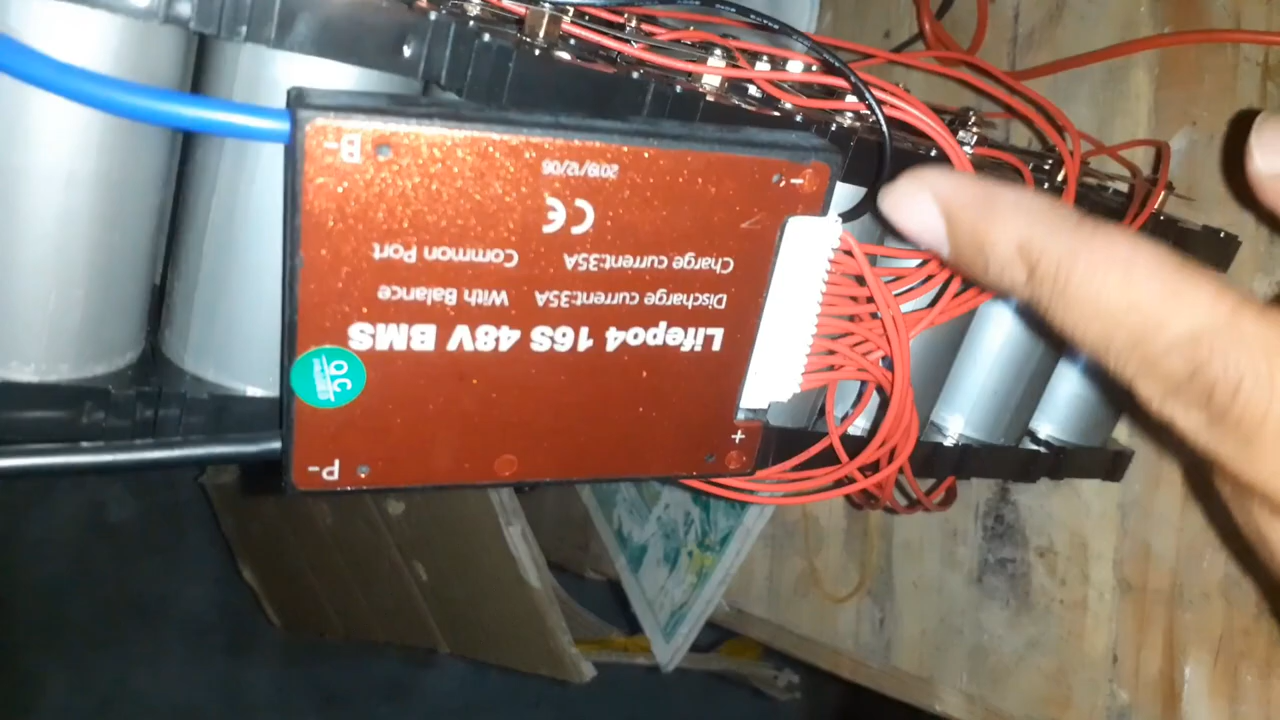 Lifepo4 16S 48V BMS
Discharge current:35A With Balance
Charge current:35A Common Port
CE
2019/12/06
P-
B-
+
-
QC